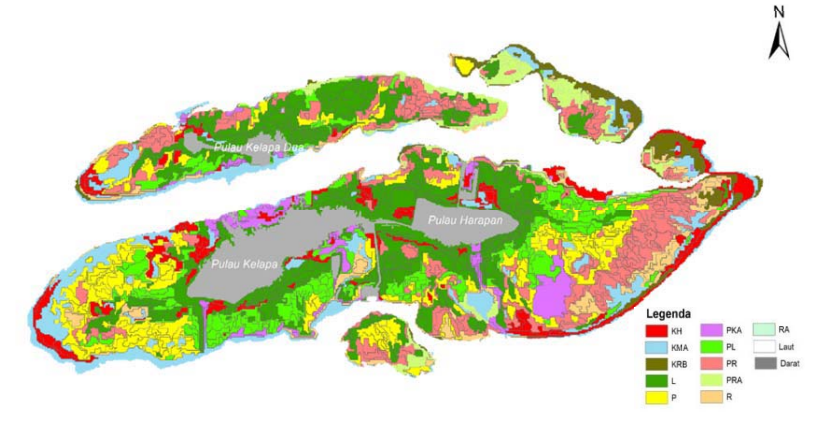 N
Pulau Kelapa Dua
Pulau Harapan
Pulau Kelapa
Legenda
KH
KMA
KRB
L
P
PKA
PL
PR
PRA
R
RA
Laut
Darat